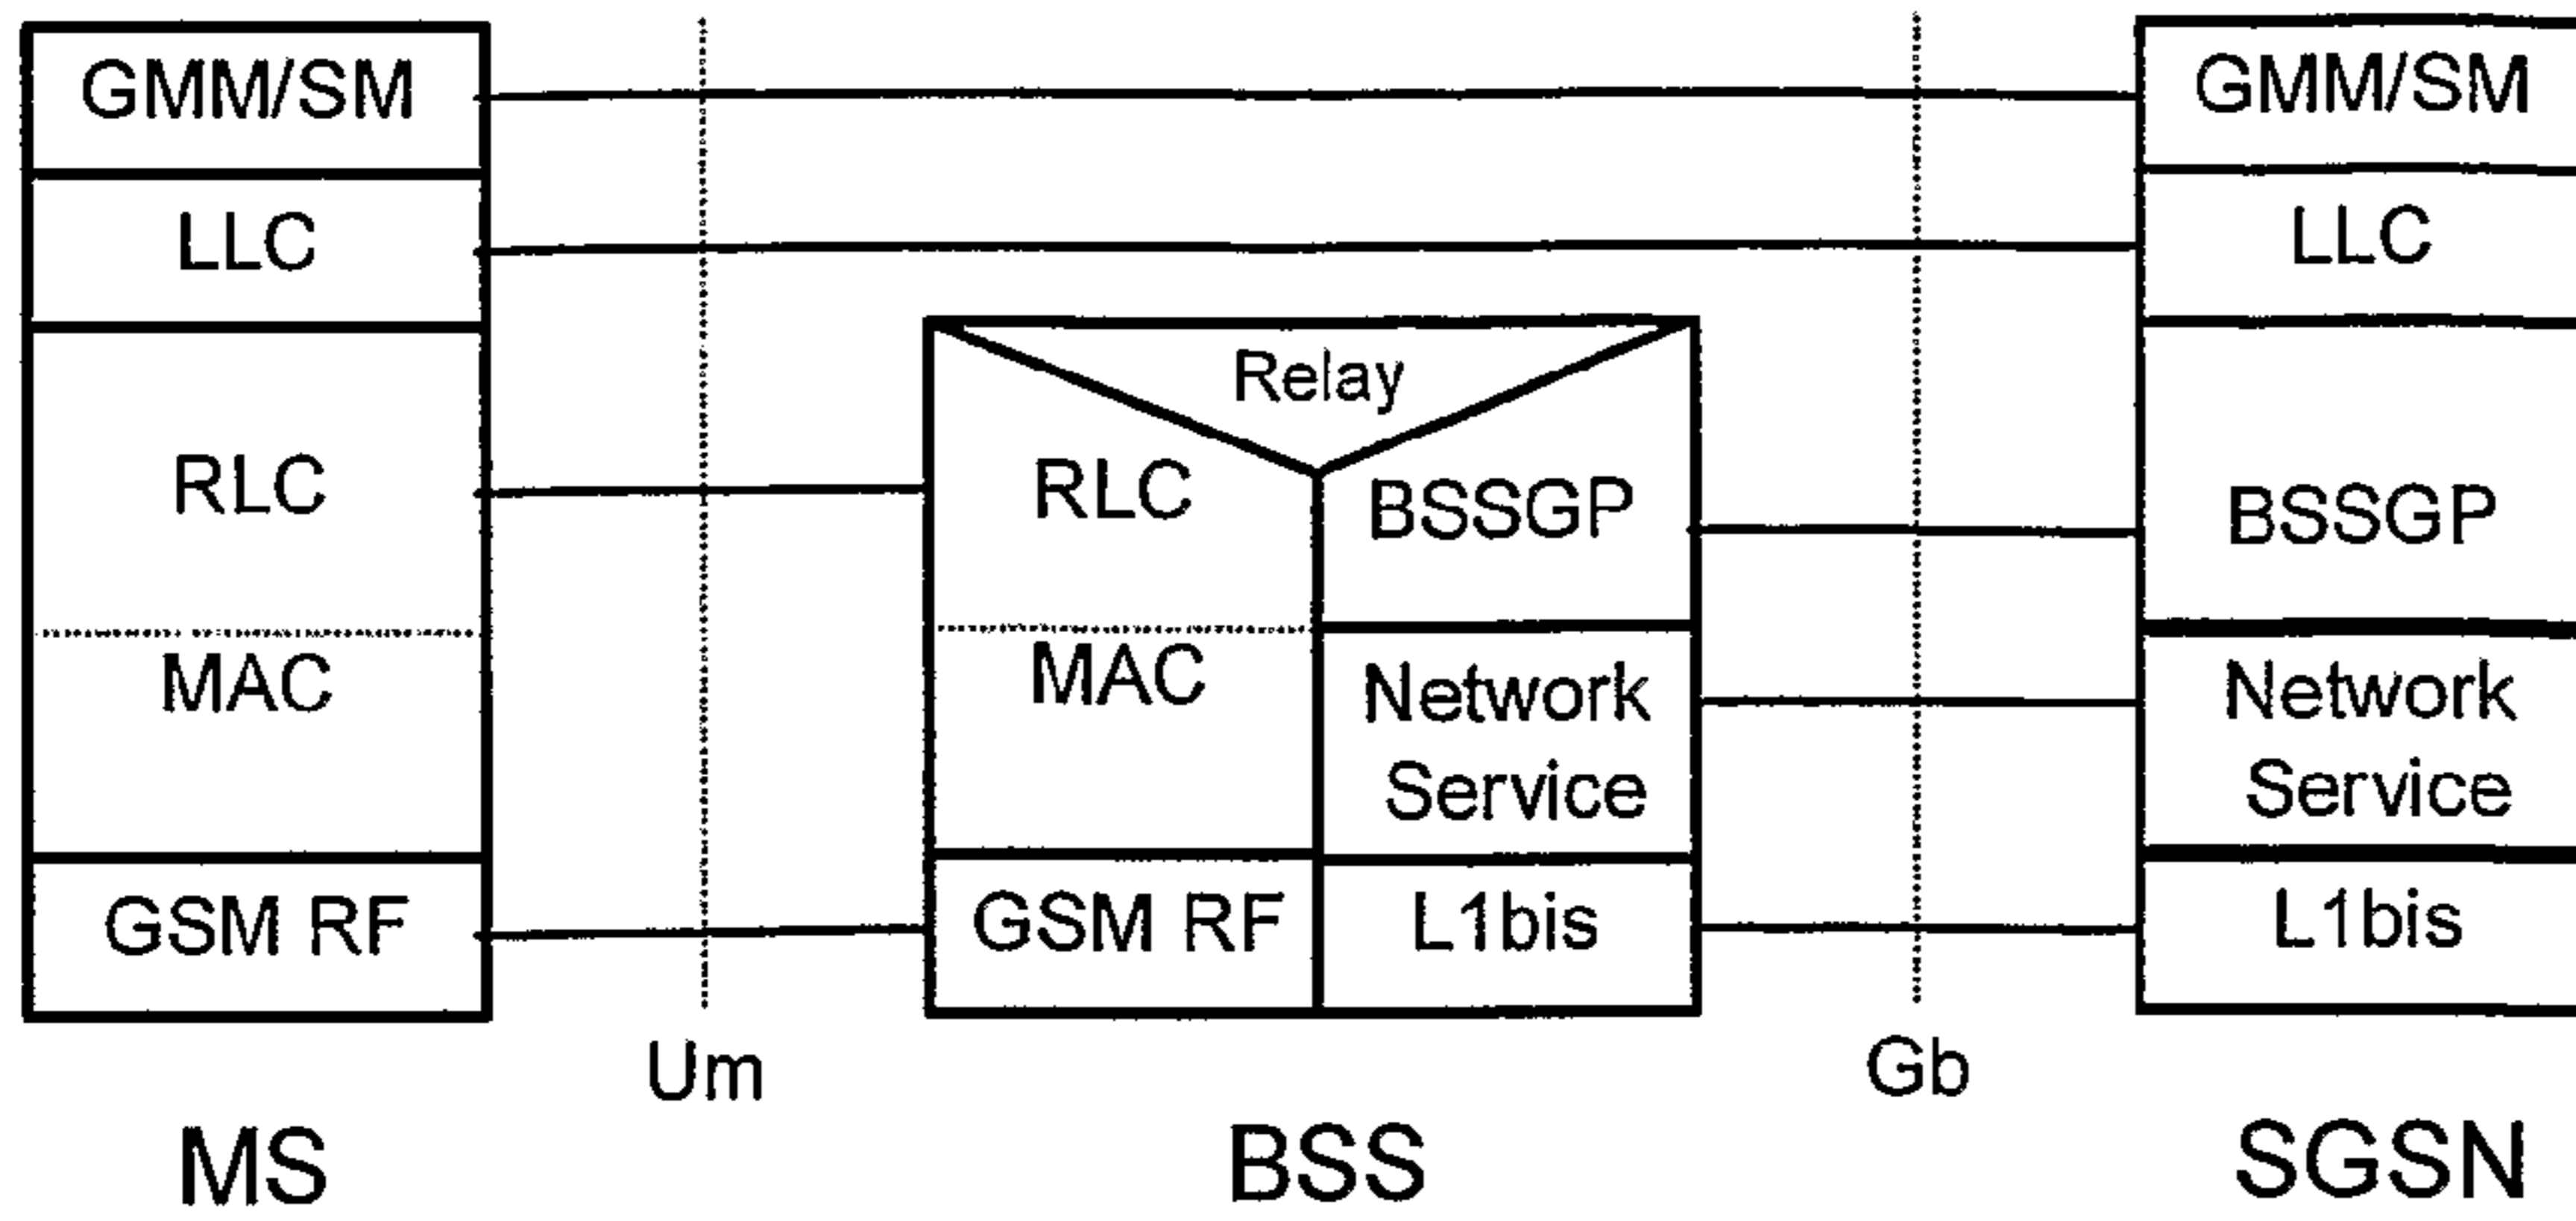 GMM/SM
LLC
RLC
MAC
GSM RF
MS
Um
Relay
RLC
BSSGP
MAC
Network
Service
GSM RF
L1bis
BSS
Gb
GMM/SM
LLC
BSSGP
Network
Service
L1bis
SGSN